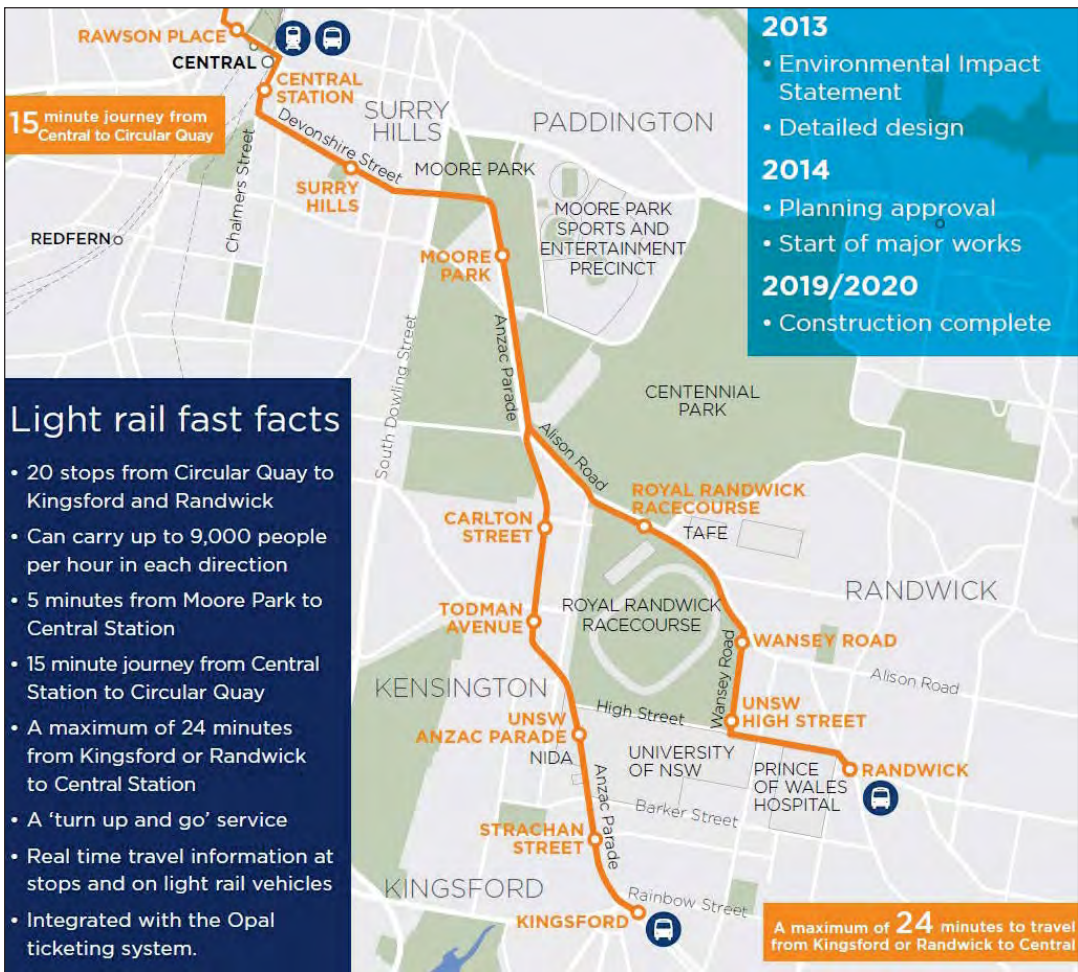 RAWSON PLACE
CENTRAL
CENTRAL
STATION
15 minute journey from
Central to Circular Quay
SURRY
HILLS
PADDINGTON
Devonshire Street
MOORE PARK
Chalmers Street
SURRY
HILLS
REDFERN
MOORE PARK
SPORTS AND
ENTERTAINMENT
PRECINCT
MOORE
PARK
2013
• Environmental Impact
Statement
• Detailed design
2014
• Planning approval
• Start of major works
2019/2020
• Construction complete
Anzac Parade
South Dowling Street
CENTENNIAL
PARK
Alison Road
Light rail fast facts
• 20 stops from Circular Quay to
Kingsford and Randwick
• Can carry up to 9,000 people
per hour in each direction
• 5 minutes from Moore Park to
Central Station
• 15 minute journey from Central
Station to Circular Quay
• A maximum of 24 minutes
from Kingsford or Randwick
to Central Station
• A ‘turn up and go’ service
• Real time travel information at
stops and on light rail vehicles
• Integrated with the Opal
ticketing system.
ROYAL RANDWICK
RACECOURSE
CARLTON
STREET
TAFE
RANDWICK
TODMAN
AVENUE
ROYAL RANDWICK
RACECOURSE
WANSEY ROAD
Wansey Road
Alison Road
KENSINGTON
High Street
UNSW
HIGH STREET
UNSW
ANZAC PARADE
NIDA
UNIVERSITY
OF NSW
PRINCE
OF WALES
HOSPITAL
RANDWICK
Anzac Parade
Barker Street
STRACHAN
STREET
KINGSFORD
Rainbow Street
KINGSFORD
A maximum of 24 minutes to travel
from Kingsford or Randwick to Central